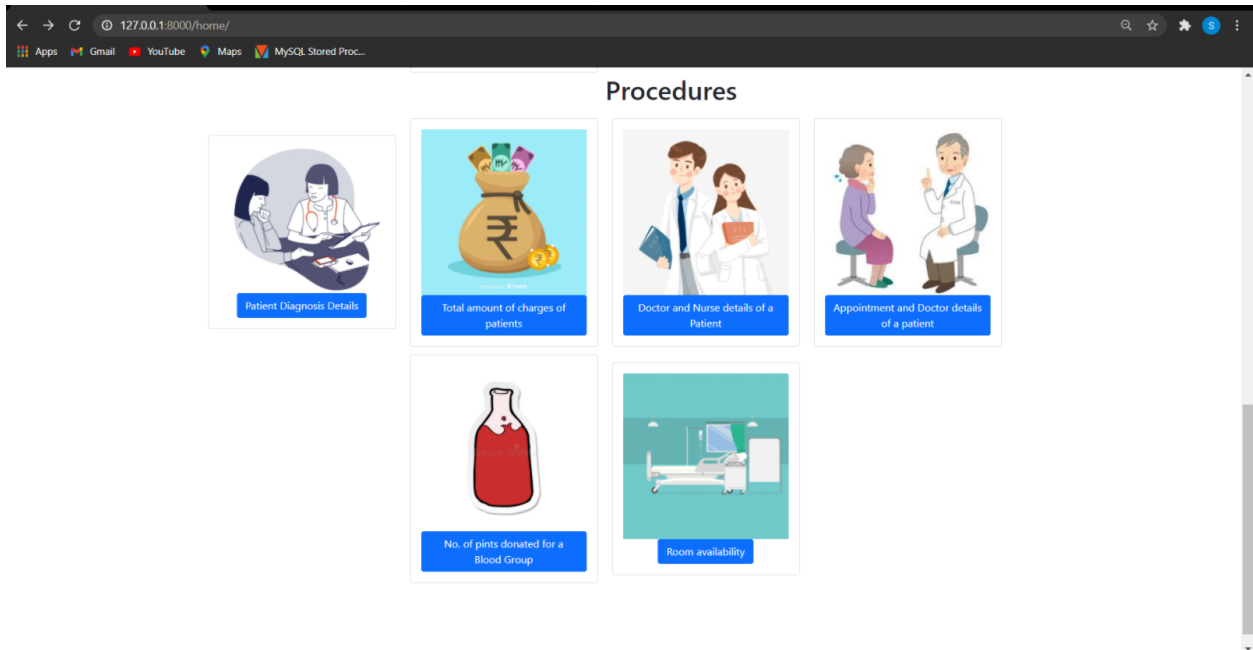 127.0.0.1:8000/home/
S
Apps Gmail YouTube Maps MySQL Stored Proc...
Procedures
Patient Diagnosis Details
Total amount of charges of
patients
Doctor and Nurse details of a
Patient
Appointment and Doctor details
of a patient
No. of pints donated for a
Blood Group
Room availability